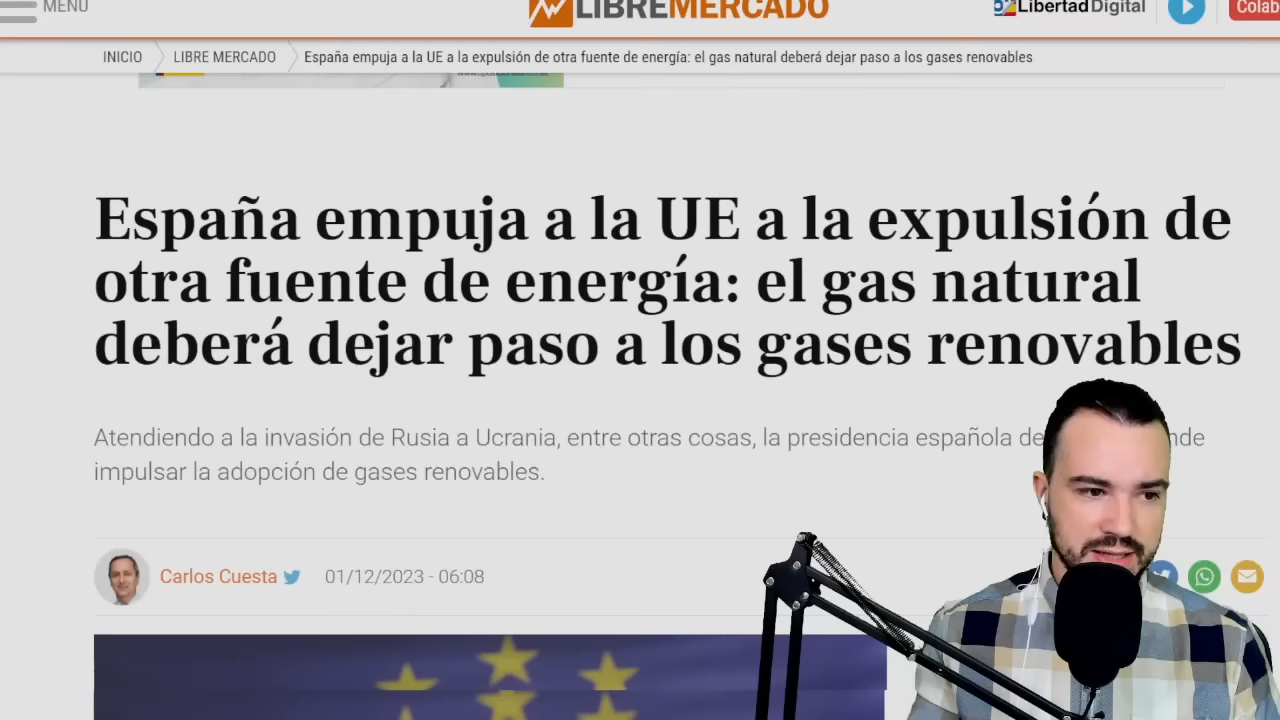 MENÚ
LIBREMERCADO
Libertad Digital
Colab
INICIO
LIBRE MERCADO
España empuja a la UE a la expulsión de otra fuente de energía: el gas natural deberá dejar paso a los gases renovables
España empuja a la UE a la expulsión de
otra fuente de energía: el gas natural
deberá dejar paso a los gases renovables
Atendiendo a la invasión de Rusia a Ucrania, entre otras cosas, la presidencia española de
impulsar la adopción de gases renovables.
Carlos Cuesta
01/12/2023 - 06:08